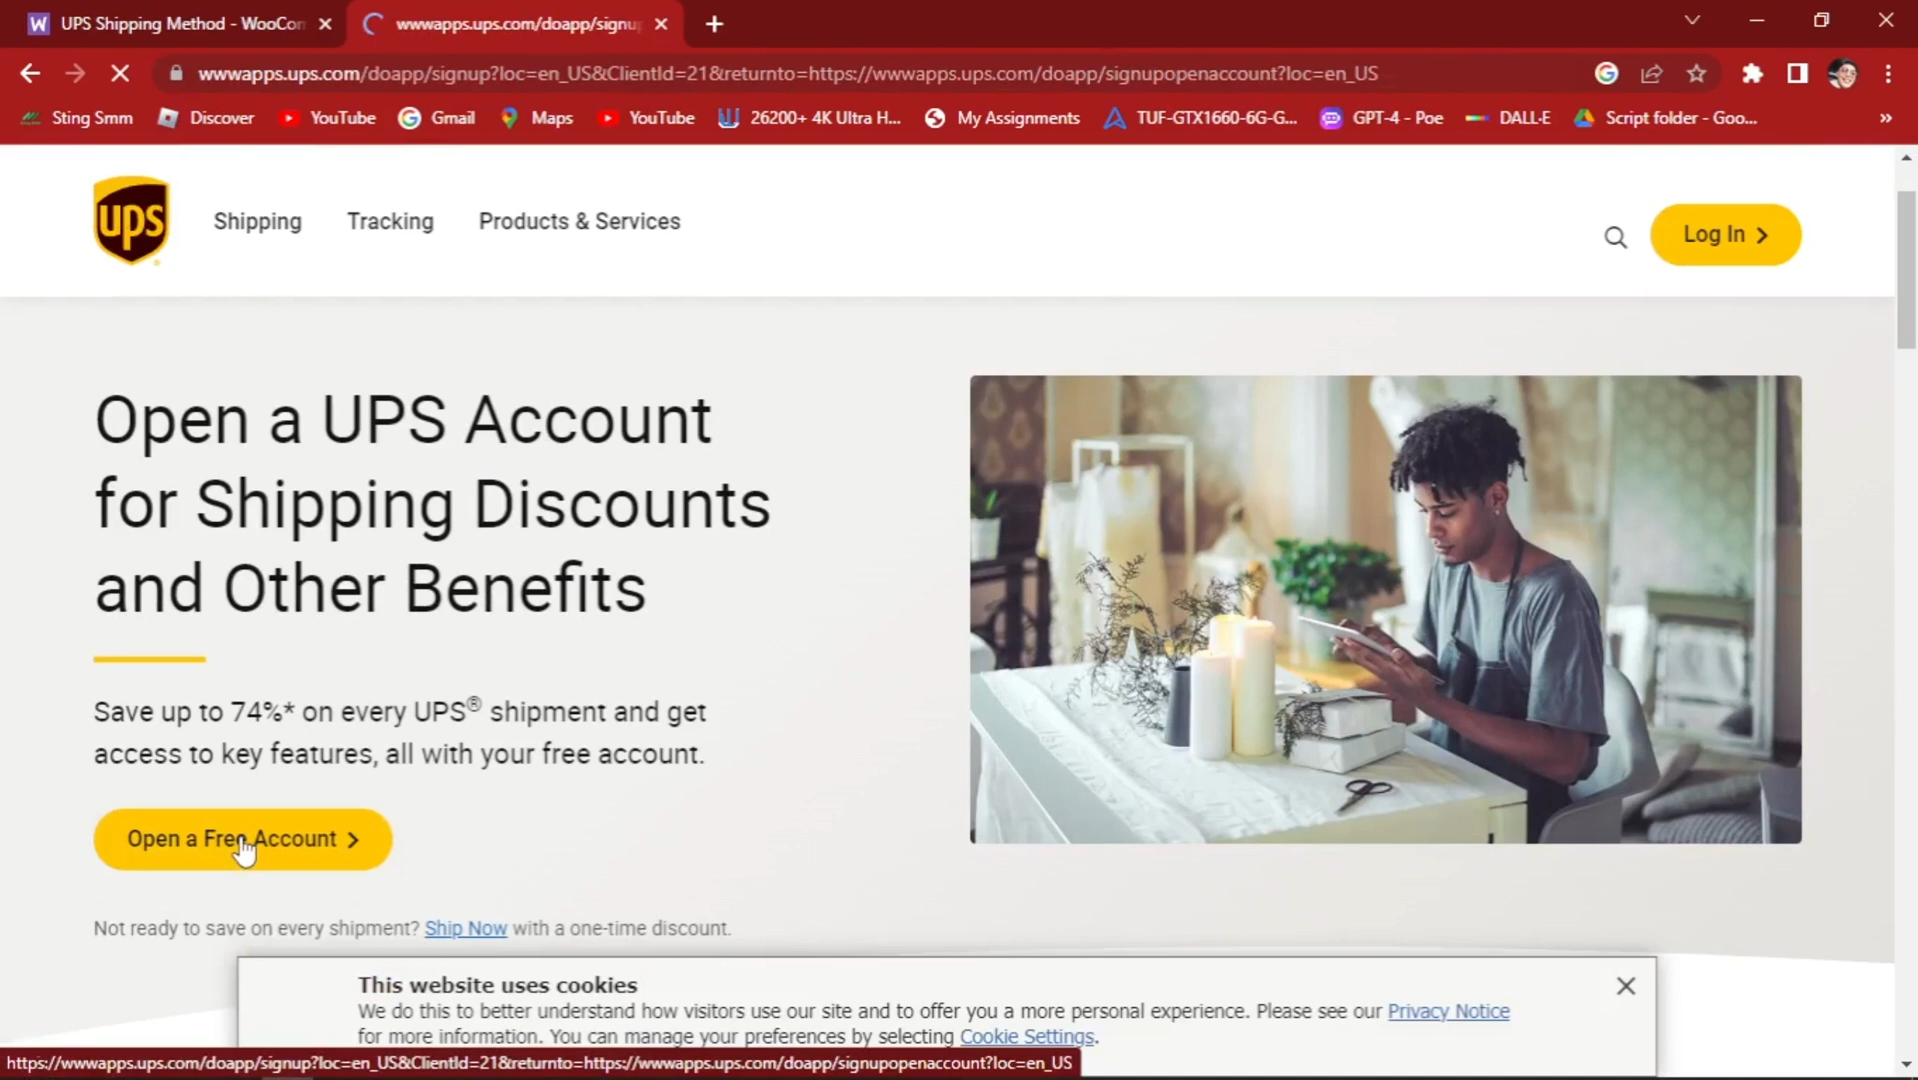 UPS Shipping Method - WooCom
wwwapps.ups.com/doapp/signu
wwwapps.ups.com/doapp/signup?loc=en_US&ClientId=21&returnto=https://wwwapps.ups.com/doapp/signupopenaccount?loc=en_US
Sting Smm Discover YouTube Gmail Maps YouTube 26200+ 4K Ultra H... My Assignments TUF-GTX1660-6G-G... GPT-4 - Poe DALL·E Script folder - Goo...
ups
Shipping Tracking Products & Services
Log In
Open a UPS Account
for Shipping Discounts
and Other Benefits
Save up to 74%* on every UPS® shipment and get
access to key features, all with your free account.
Open a Free Account
Not ready to save on every shipment? Ship Now with a one-time discount.
This website uses cookies
We do this to better understand how visitors use our site and to offer you a more personal experience. Please see our Privacy Notice
for more information. You can manage your preferences by selecting Cookie Settings.
https://wwwapps.ups.com/doapp/signup?loc=en_US&ClientId=21&returnto=https://wwwapps.ups.com/doapp/signupopenaccount?loc=en_US